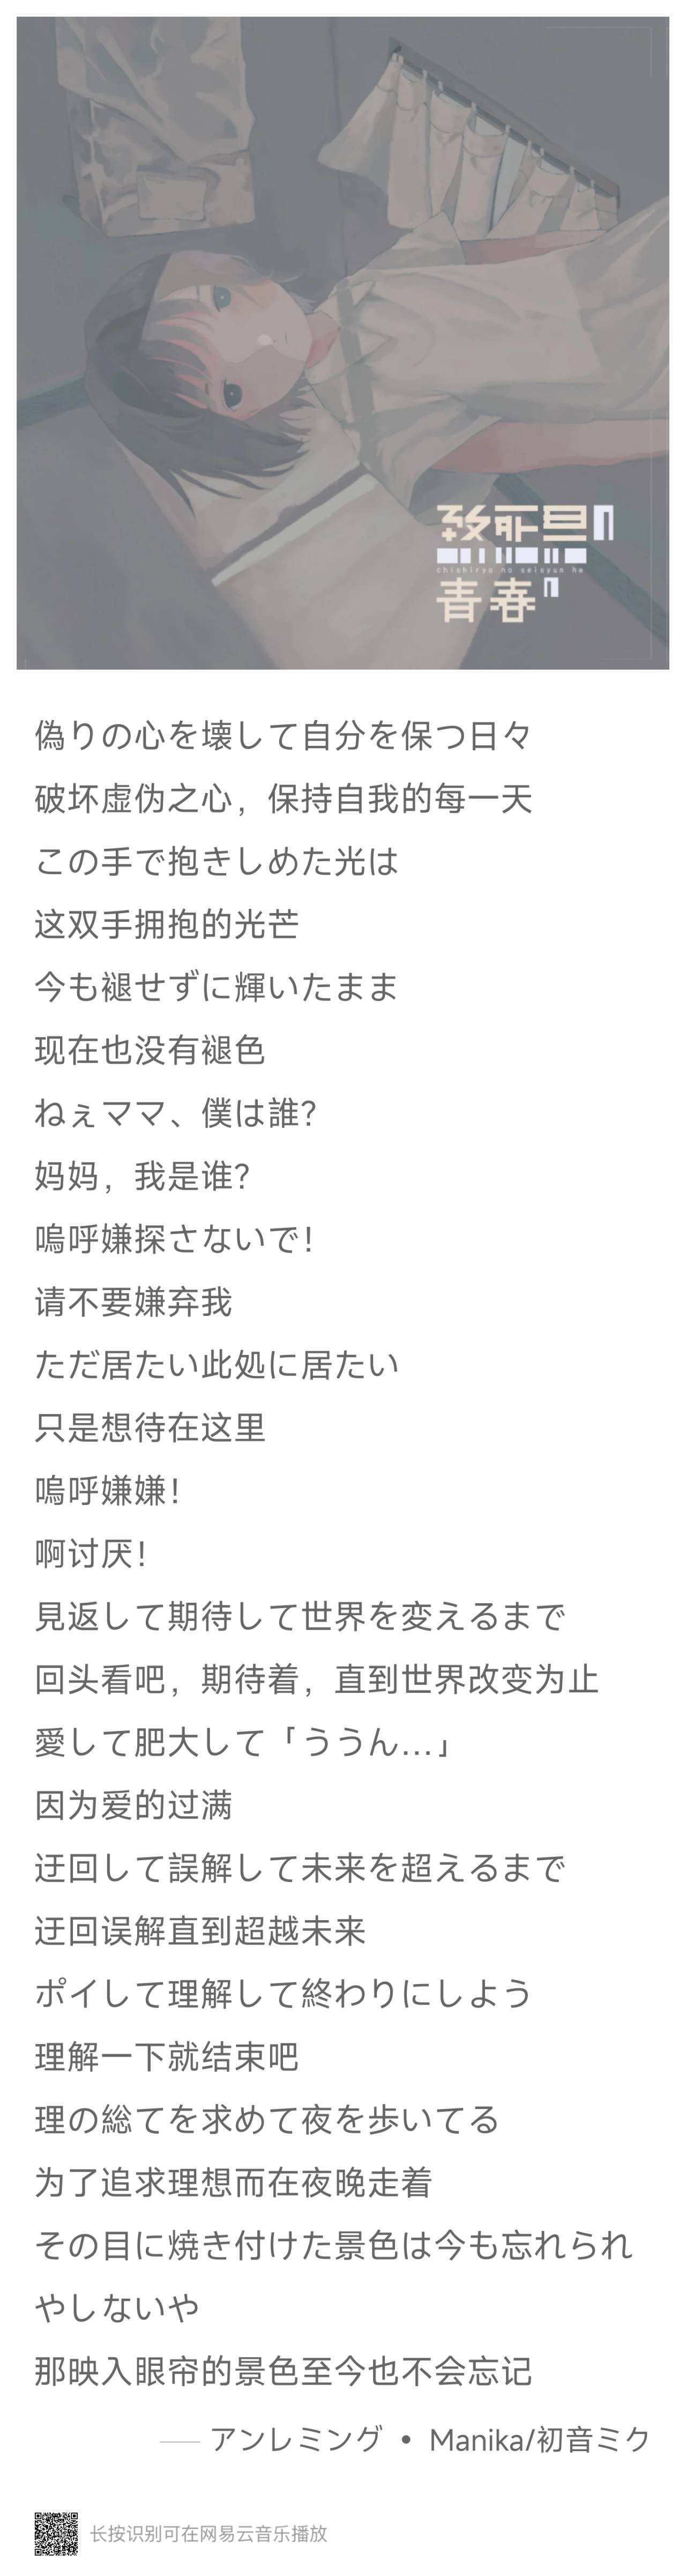 致死量の
chishiryo no seisyun he
青春へ
偽りの心を壊して自分を保つ日々
破坏虚伪之心，保持自我的每一天
この手で抱きしめた光は
这双手拥抱的光芒
今も褪せずに輝いたまま
现在也没有褪色
ねぇママ、僕は誰？
妈妈，我是谁？
嗚呼嫌探さないで！
请不要嫌弃我
ただ居たい此処に居たい
只是想待在这里
嗚呼嫌嫌！
啊讨厌！
見返して期待して世界を変えるまで
回头看吧，期待着，直到世界改变为止
愛して肥大して「ううん…」
因为爱的过满
迂回して誤解して未来を超えるまで
迂回误解直到超越未来
ポイして理解して終わりにしよう
理解一下就结束吧
理の総てを求めて夜を歩いてる
为了追求理想而在夜晚走着
その目に焼き付けた景色は今も忘れられ
やしないや
那映入眼帘的景色至今也不会忘记
—— アンレミング • Manika/初音ミク
长按识别可在网易云音乐播放